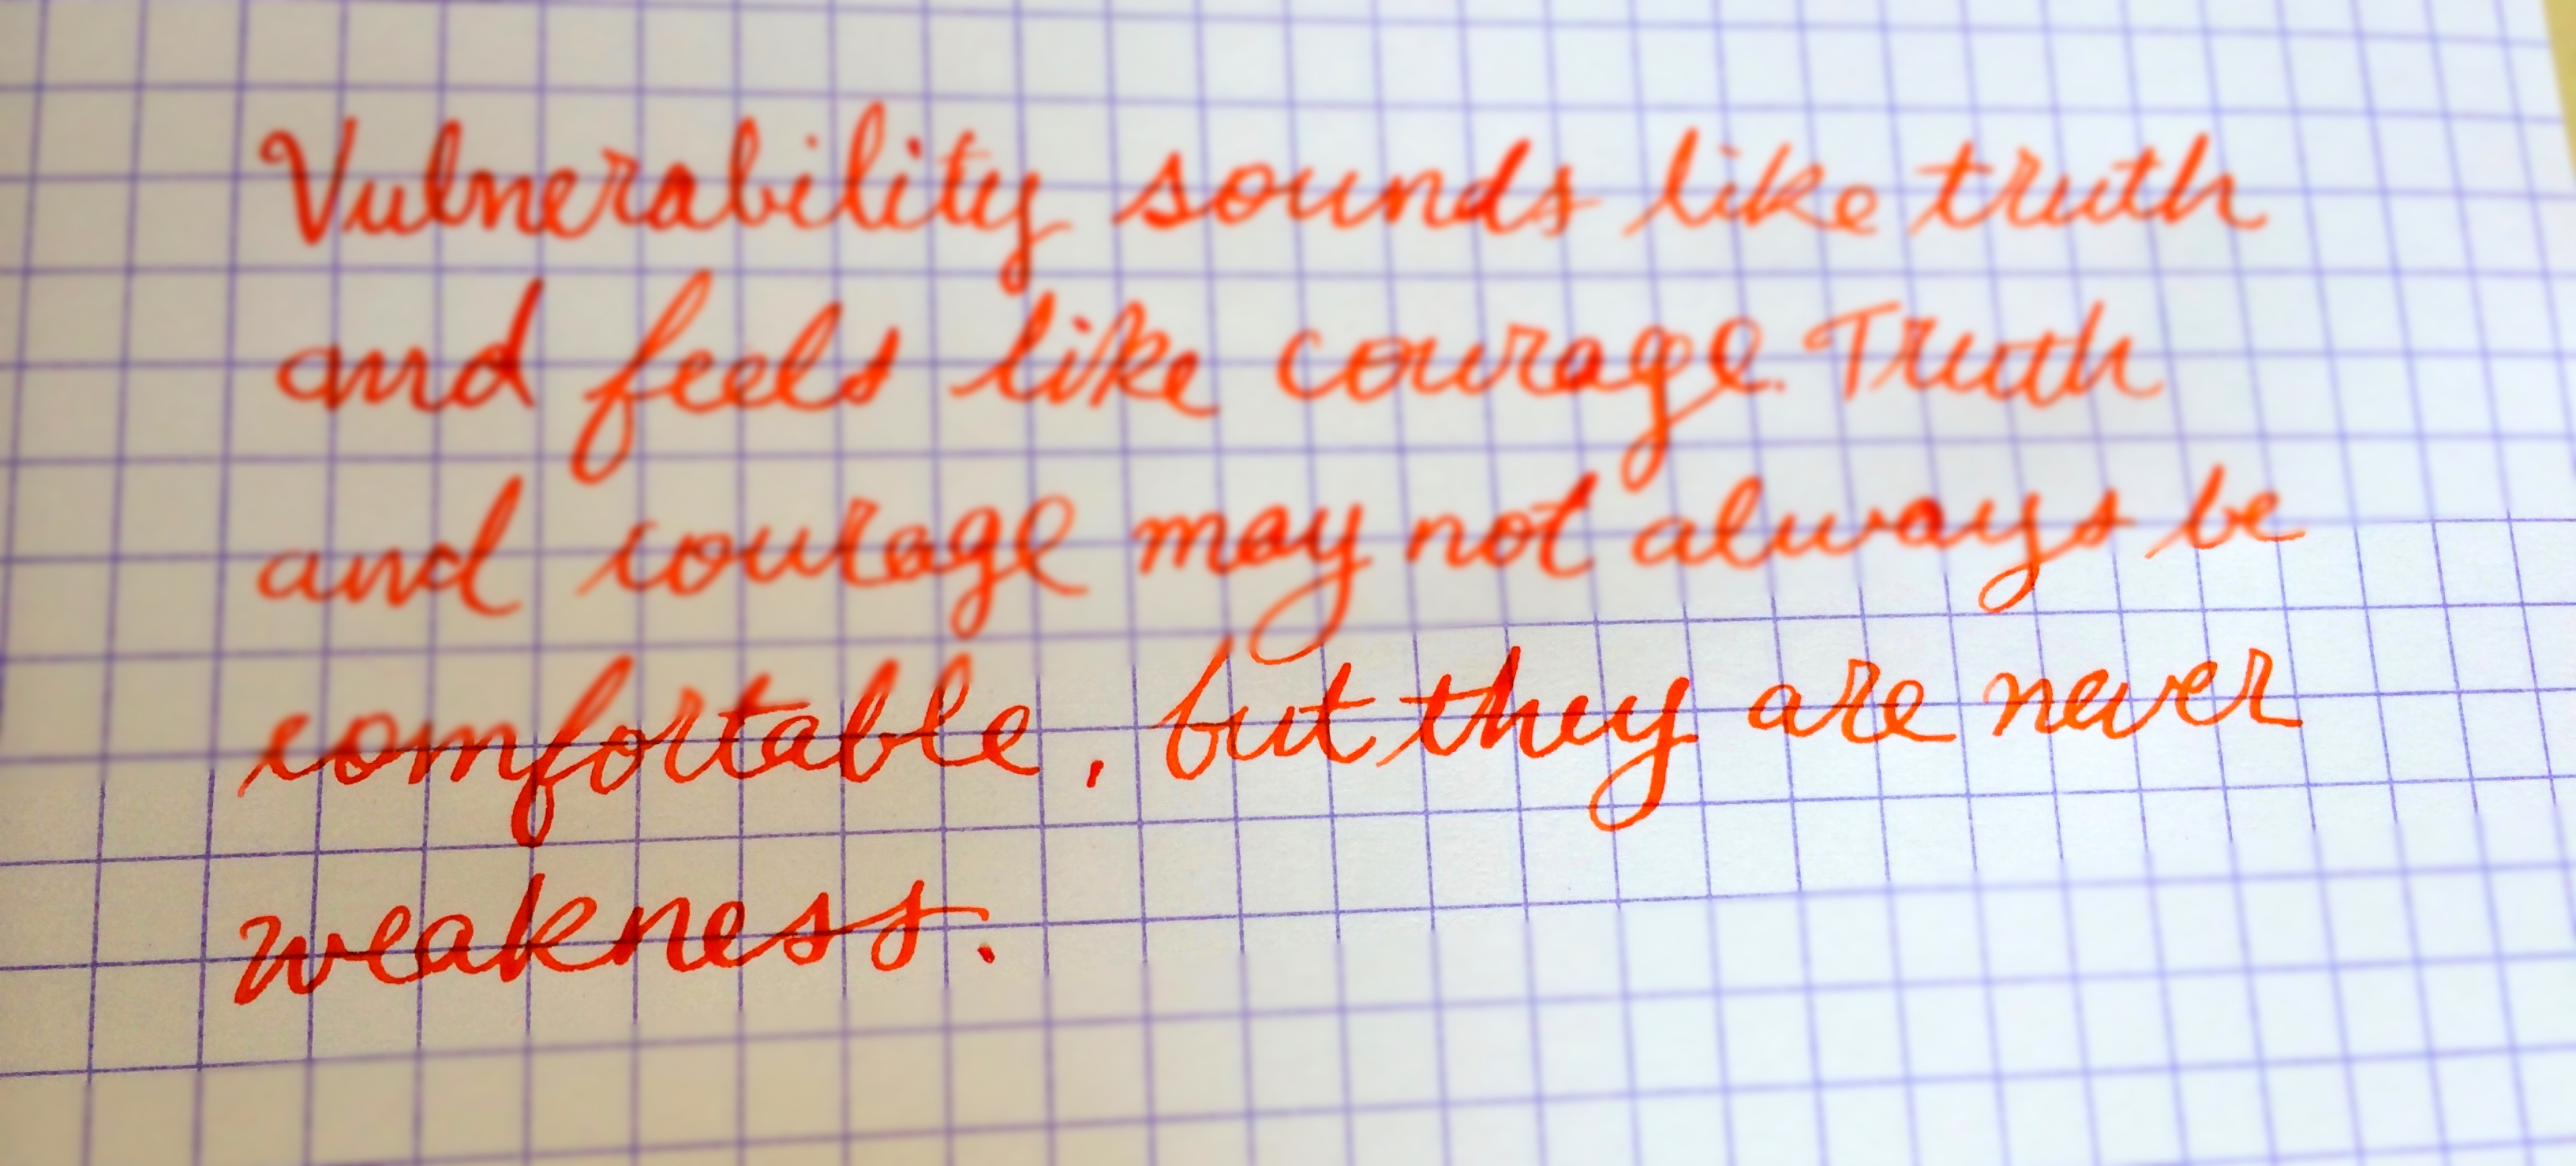 Vulnerability sounds like truth
and feels like courage. Truth
and courage may not always be
comfortable, but they are never
weakness.